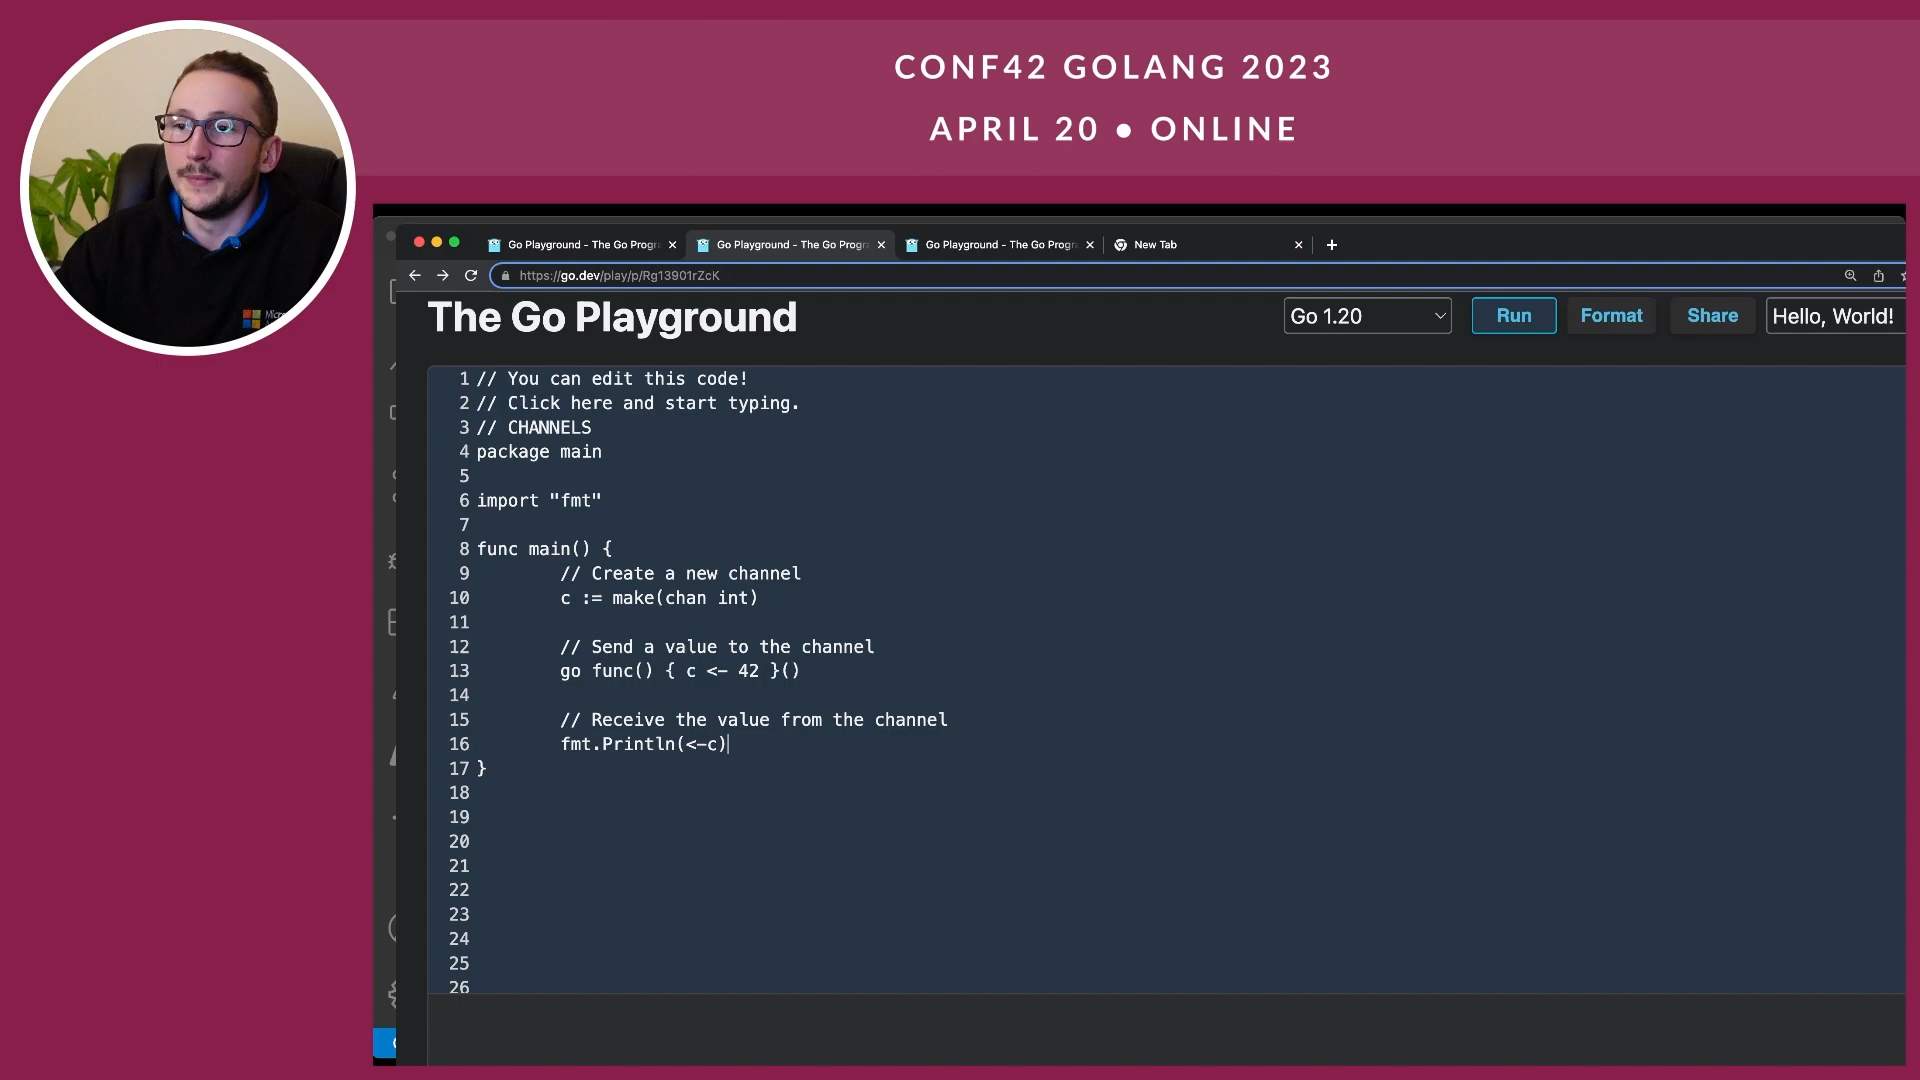 CONF42 GOLANG 2023
APRIL 20 • ONLINE
Go Playground - The Go Progr
Go Playground - The Go Progra
Go Playground - The Go Progr
New Tab
https://go.dev/play/p/Rg13901rZcK
The Go Playground
Go 1.20
Run
Format
Share
Hello, World!
1 // You can edit this code!
2 // Click here and start typing.
3 // CHANNELS
4 package main
5
6 import "fmt"
7
8 func main() {
9 // Create a new channel
10 c := make(chan int)
11
12 // Send a value to the channel
13 go func() { c <- 42 }()
14
15 // Receive the value from the channel
16 fmt.Println(<-c)
17 }
18
19
20
21
22
23
24
25
26